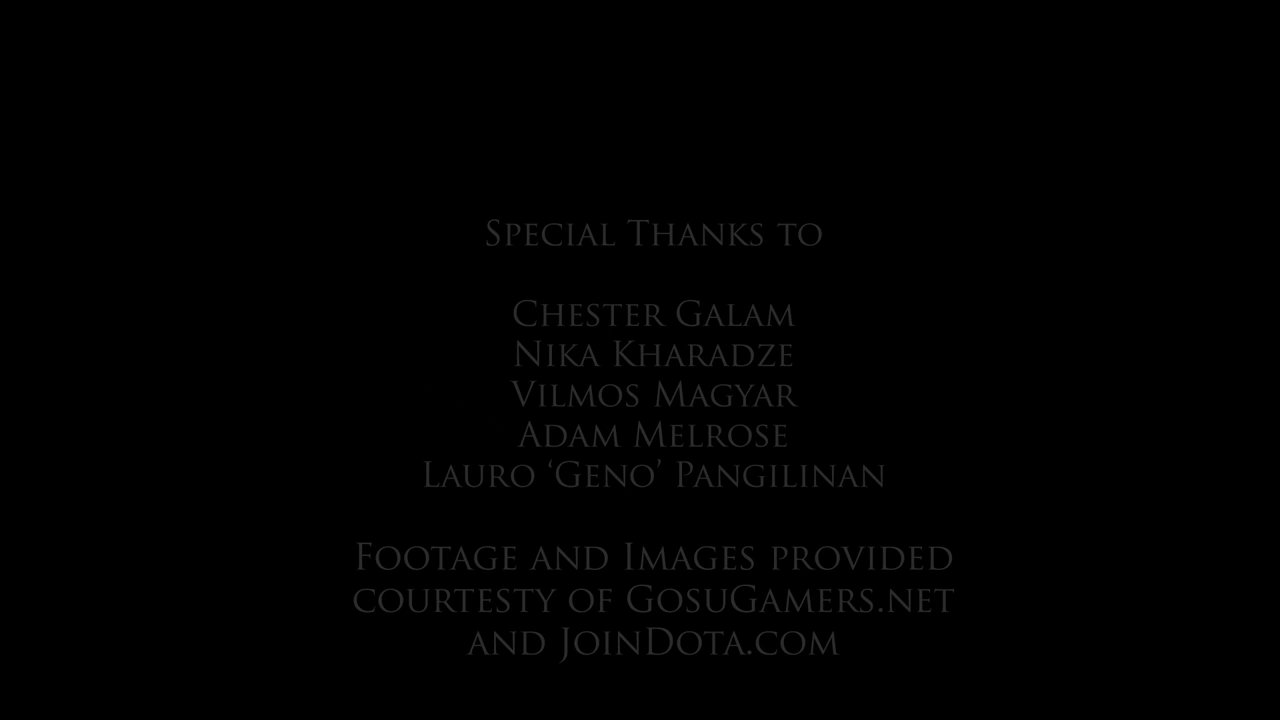 Special Thanks to
Chester Galam
Nika Kharadze
Vilmos Magyar
Adam Melrose
Lauro ‘Geno’ Pangilinan
Footage and Images provided
courtesty of GosuGamers.net
and JoinDota.com